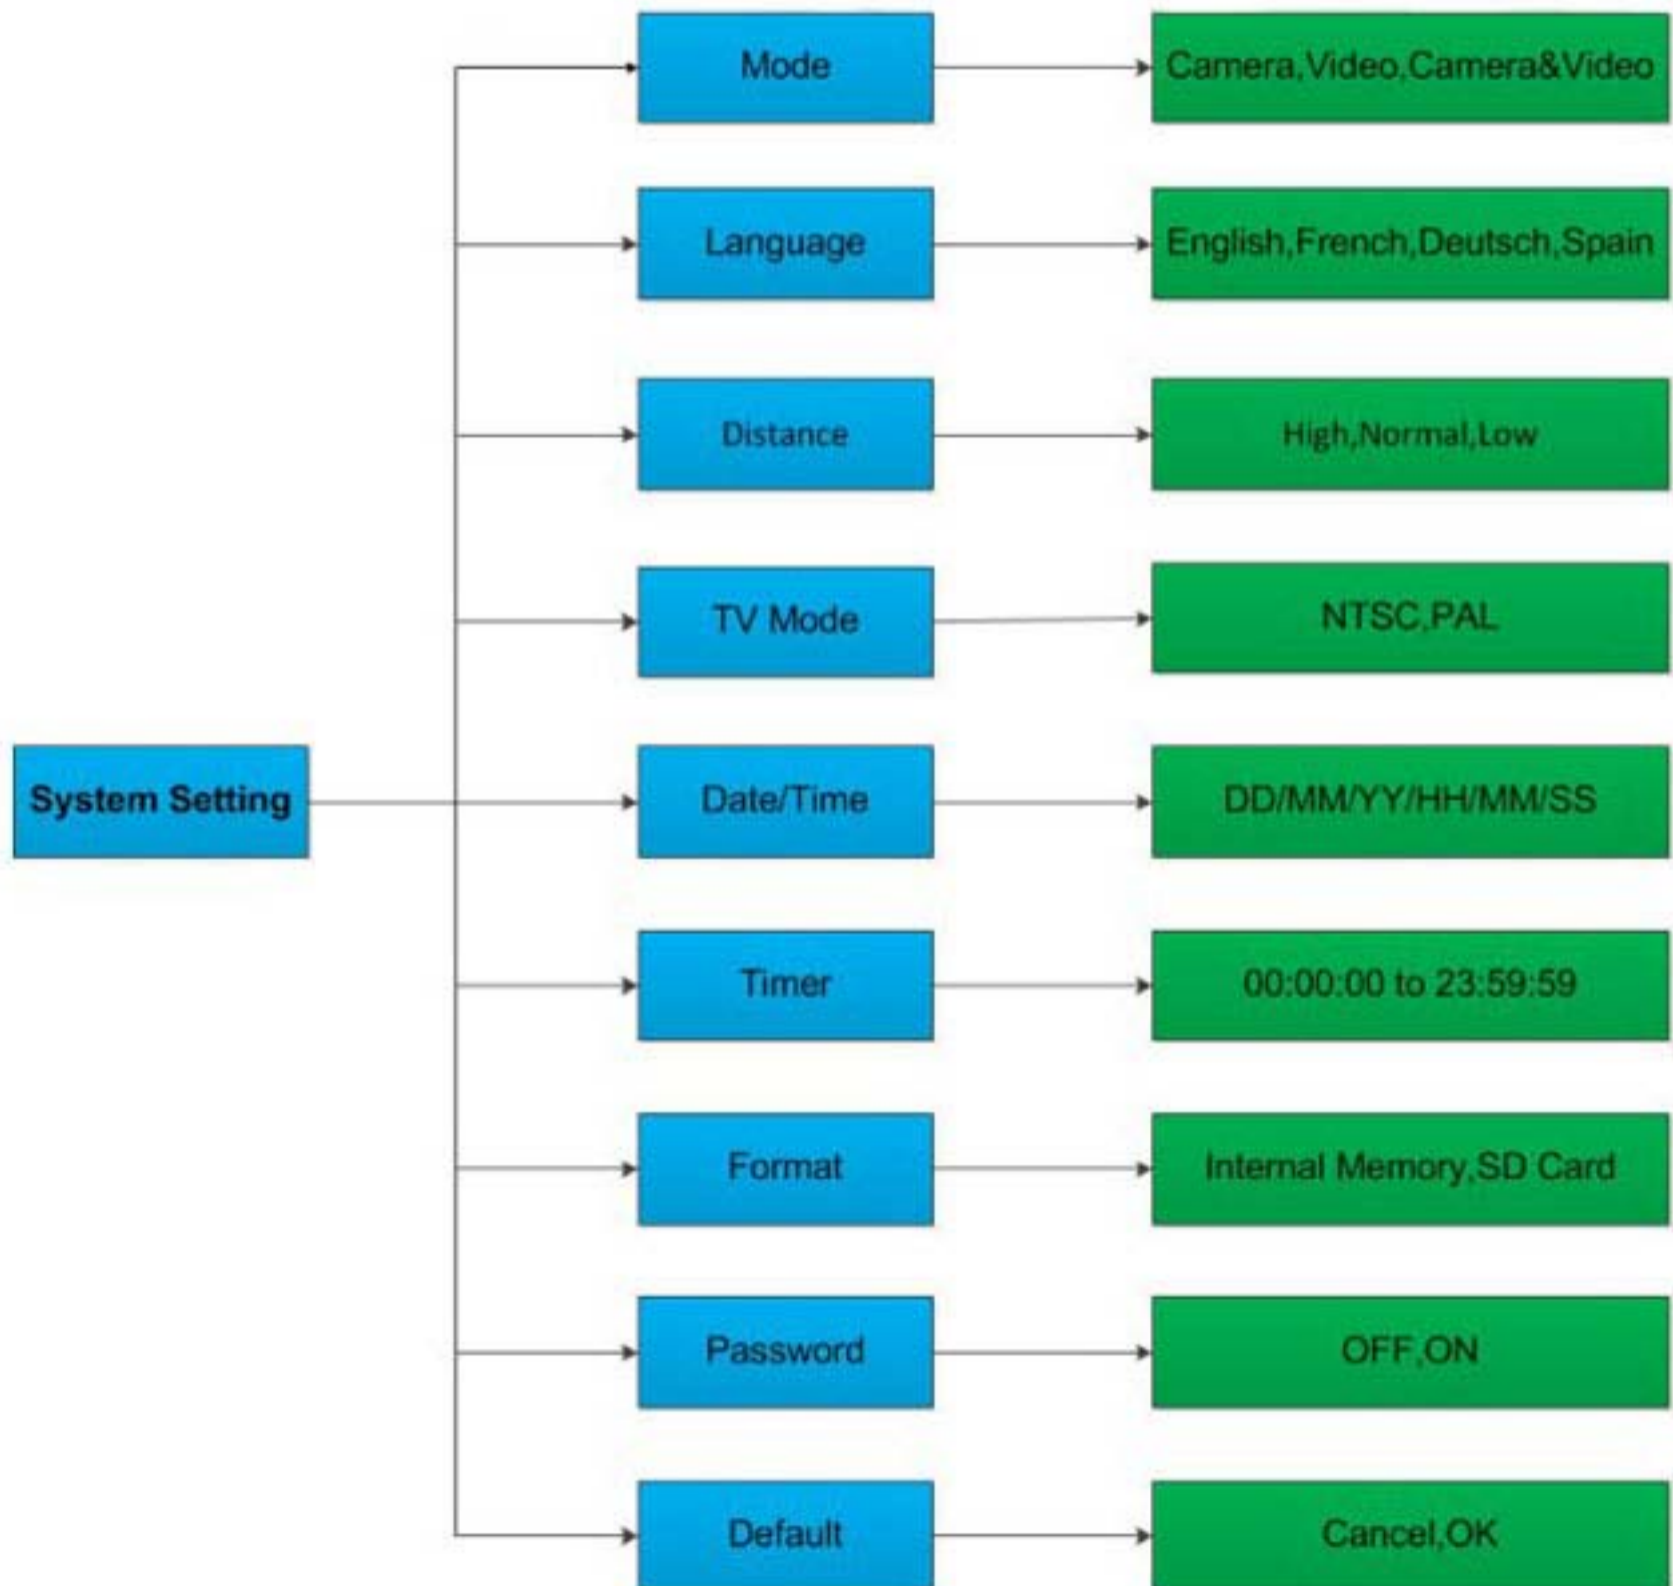 Mode
Camera,Video,Camera&Video
Language
English,French,Deutsch,Spain
Distance
High,Normal,Low
TV Mode
NTSC,PAL
System Setting
Date/Time
DD/MM/YY/HH/MM/SS
Timer
00:00:00 to 23:59:59
Format
Internal Memory,SD Card
Password
OFF,ON
Default
Cancel,OK